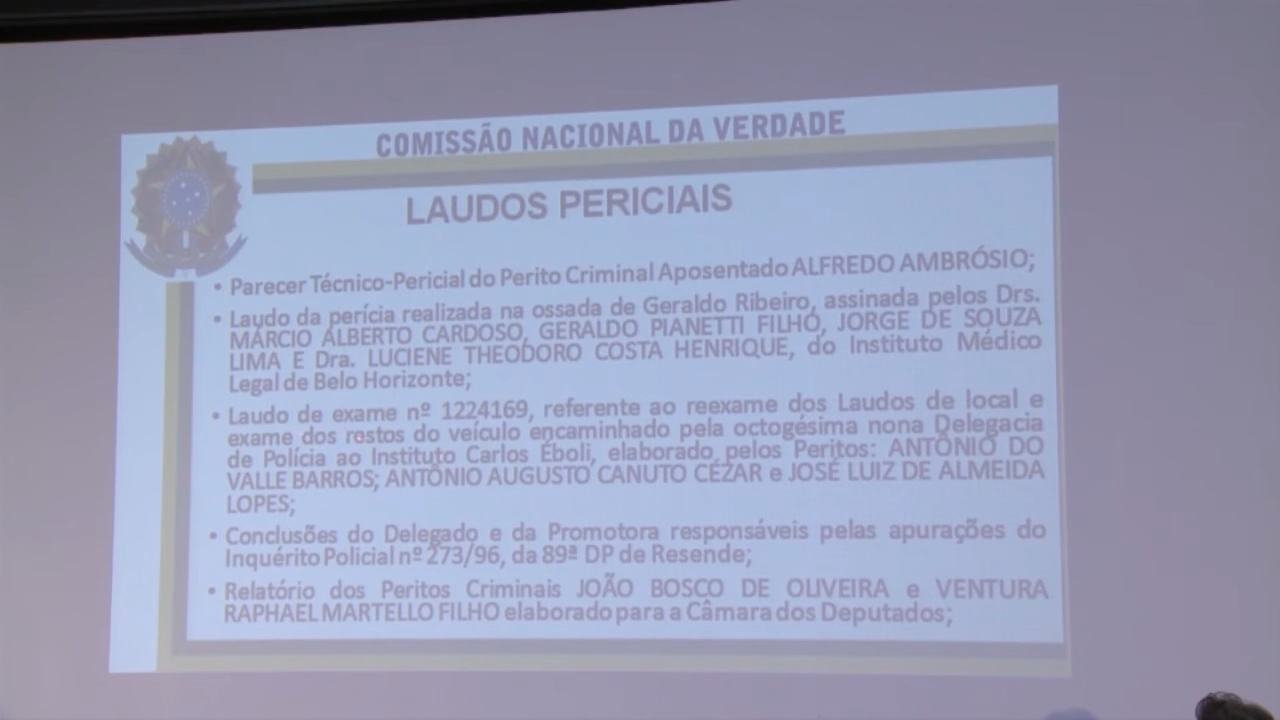 COMISSÃO NACIONAL DA VERDADE
LAUDOS PERICIAIS
• Parecer Técnico-Pericial do Perito Criminal Aposentado ALFREDO AMBRÓSIO;
• Laudo da perícia realizada na ossada de Geraldo Ribeiro, assinada pelos Drs.
MÁRCIO ALBERTO CARDOSO, GERALDO PIANETTI FILHO, JORGE DE SOUZA
LIMA E Dra. LUCIENE THEODORO COSTA HENRIQUE, do Instituto Médico
Legal de Belo Horizonte;
• Laudo de exame nº 1224169, referente ao reexame dos Laudos de local e
exame dos restos do veículo encaminhado pela octogésima nona Delegacia
de Polícia ao Instituto Carlos Éboli, elaborado pelos Peritos: ANTÔNIO DO
VALLE BARROS; ANTÔNIO AUGUSTO CANUTO CÉZAR e JOSÉ LUIZ DE ALMEIDA
LOPES;
• Conclusões do Delegado e da Promotora responsáveis pelas apurações do
Inquérito Policial nº 273/96, da 89ª DP de Resende;
• Relatório dos Peritos Criminais JOÃO BOSCO DE OLIVEIRA e VENTURA
RAPHAEL MARTELLO FILHO elaborado para a Câmara dos Deputados;